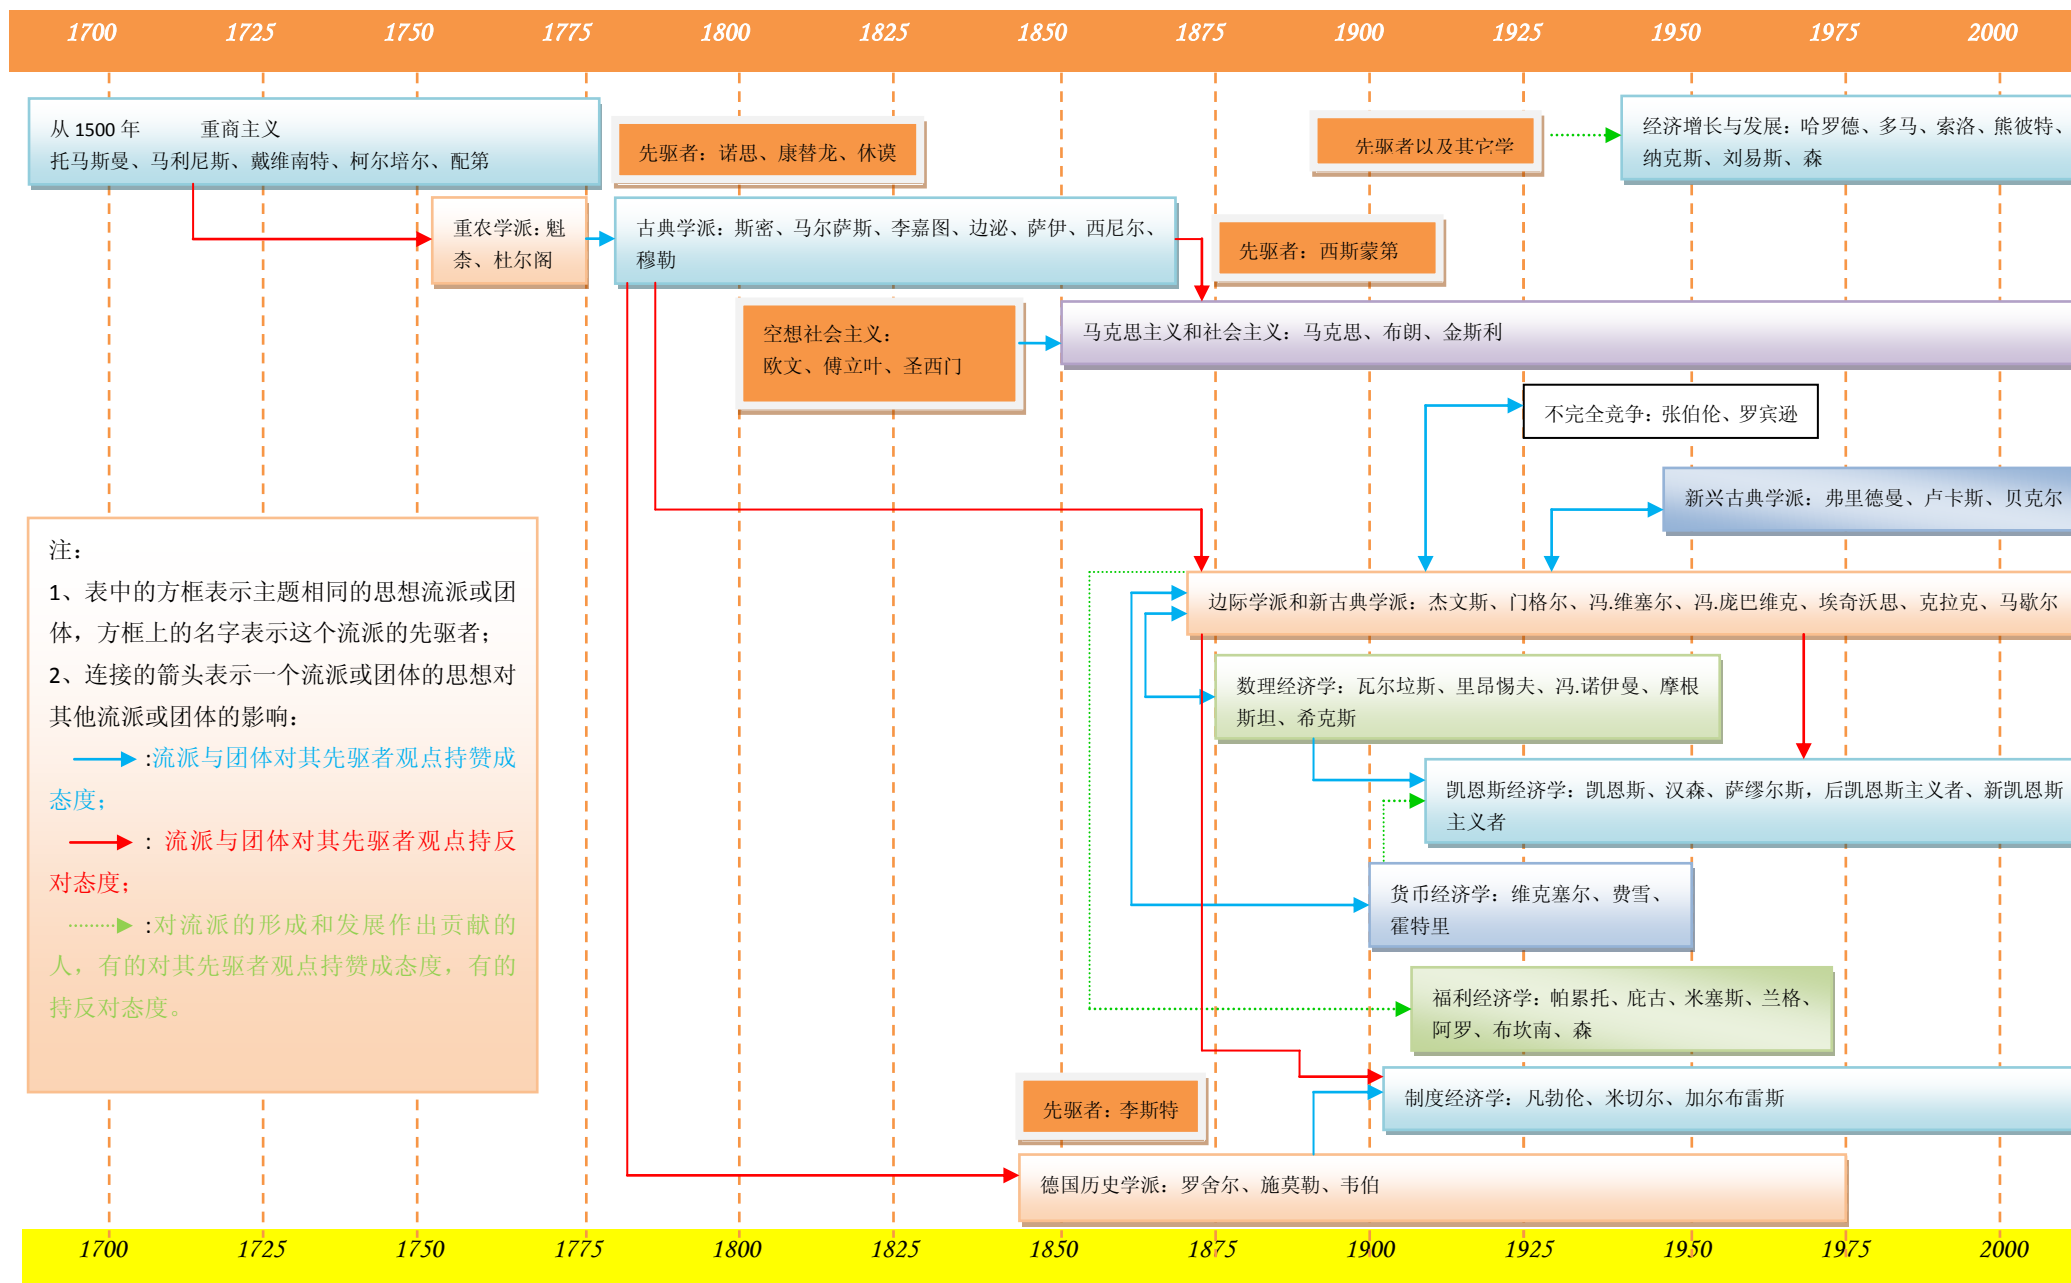 1700 1725 1750 1775 1800 1825 1850 1875 1900 1925 1950 1975 2000
从 1500 年 重商主义
托马斯曼、马利尼斯、戴维南特、柯尔培尔、配第
先驱者：诺思、康替龙、休谟
先驱者以及其它学
经济增长与发展：哈罗德、多马、索洛、熊彼特、
纳克斯、刘易斯、森
重农学派：魁
奈、杜尔阁
古典学派：斯密、马尔萨斯、李嘉图、边泌、萨伊、西尼尔、
穆勒
先驱者：西斯蒙第
空想社会主义：
欧文、傅立叶、圣西门
马克思主义和社会主义：马克思、布朗、金斯利
不完全竞争：张伯伦、罗宾逊
新兴古典学派：弗里德曼、卢卡斯、贝克尔
注：
1、表中的方框表示主题相同的思想流派或团
体，方框上的名字表示这个流派的先驱者；
2、连接的箭头表示一个流派或团体的思想对
其他流派或团体的影响：
:流派与团体对其先驱者观点持赞成
态度；
：流派与团体对其先驱者观点持反
对态度；
:对流派的形成和发展作出贡献的
人，有的对其先驱者观点持赞成态度，有的
持反对态度。
边际学派和新古典学派：杰文斯、门格尔、冯.维塞尔、冯.庞巴维克、埃奇沃思、克拉克、马歇尔
数理经济学：瓦尔垃斯、里昂惕夫、冯.诺伊曼、摩根
斯坦、希克斯
凯恩斯经济学：凯恩斯、汉森、萨缪尔斯，后凯恩斯主义者、新凯恩斯
主义者
货币经济学：维克塞尔、费雪、
霍特里
福利经济学：帕累托、庇古、米塞斯、兰格、
阿罗、布坎南、森
制度经济学：凡勃伦、米切尔、加尔布雷斯
先驱者：李斯特
德国历史学派：罗舍尔、施莫勒、韦伯
1700 1725 1750 1775 1800 1825 1850 1875 1900 1925 1950 1975 2000